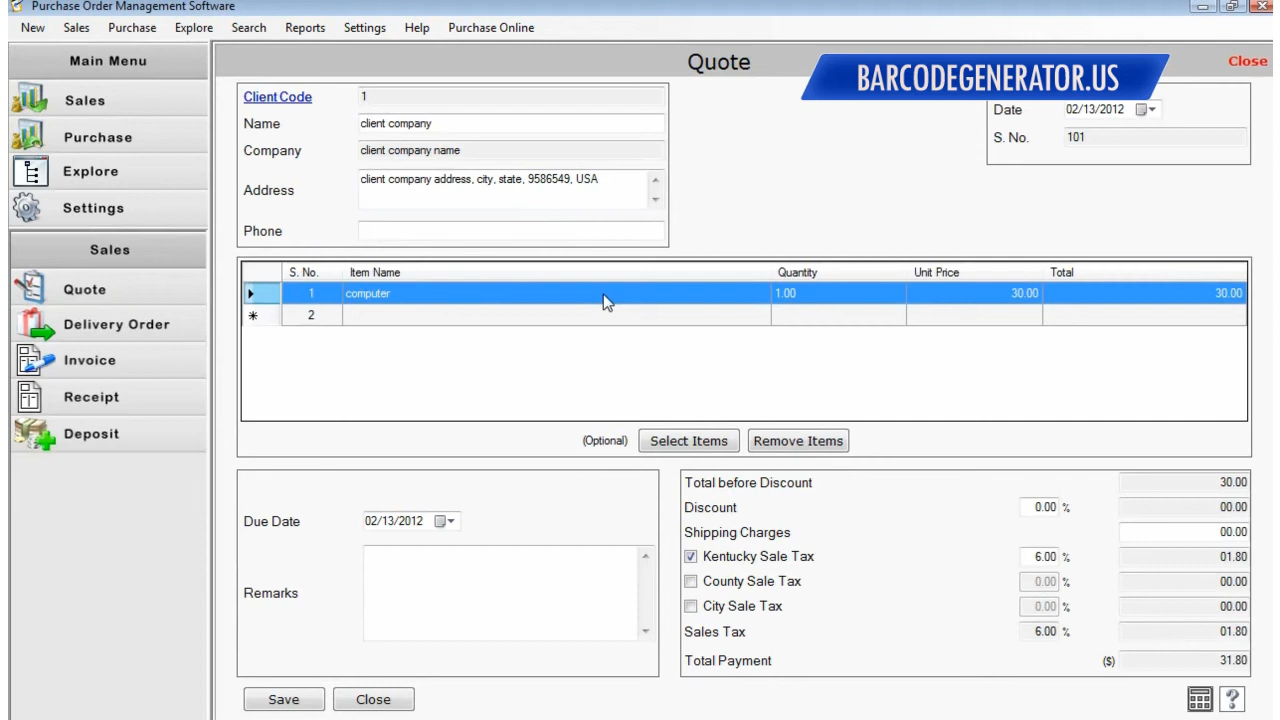 Purchase Order Management Software
New Sales Purchase Explore Search Reports Settings Help Purchase Online
Main Menu
Sales
Purchase
Explore
Settings
Sales
Quote
Delivery Order
Invoice
Receipt
Deposit
Quote
Close
BARCODEGENERATOR.US
Client Code 1
Name client company
Company client company name
Address client company address, city, state, 9586549, USA
Phone
Date 02/13/2012
S. No. 101
S. No. Item Name Quantity Unit Price Total
1 computer 1.00 30.00 30.00
* 2
(Optional) Select Items Remove Items
Due Date 02/13/2012
Remarks
Total before Discount 30.00
Discount 0.00 % 00.00
Shipping Charges 00.00
Kentucky Sale Tax 6.00 % 01.80
County Sale Tax 0.00 % 00.00
City Sale Tax 0.00 % 00.00
Sales Tax 6.00 % 01.80
Total Payment ($) 31.80
Save Close
?